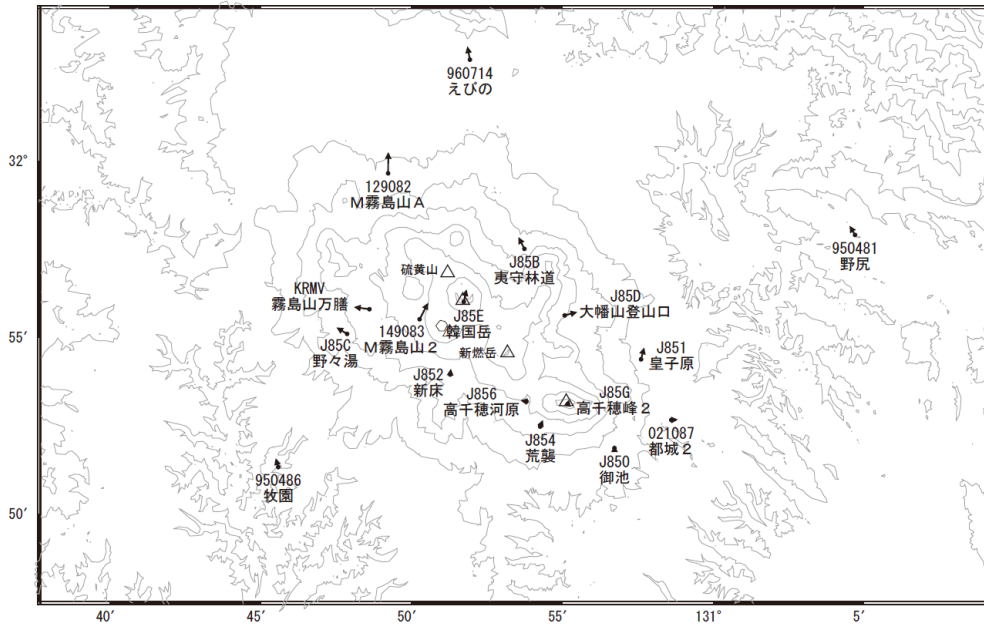 960714
えびの
32′
129082
M霧島山A
J85B
夷守林道
950481
野尻
硫黄山
KRMV
霧島山万膳
J85D
大幡山登山口
J85E
韓国岳
149083
M霧島山2
55′
J85C
野々湯
新燃岳
J851
皇子原
J852
新床
J856
高千穂河原
J85G
高千穂峰2
J854
荒襲
021087
都城2
J850
御池
950486
牧園
50′
40′
45′
50′
55′
131°
5′